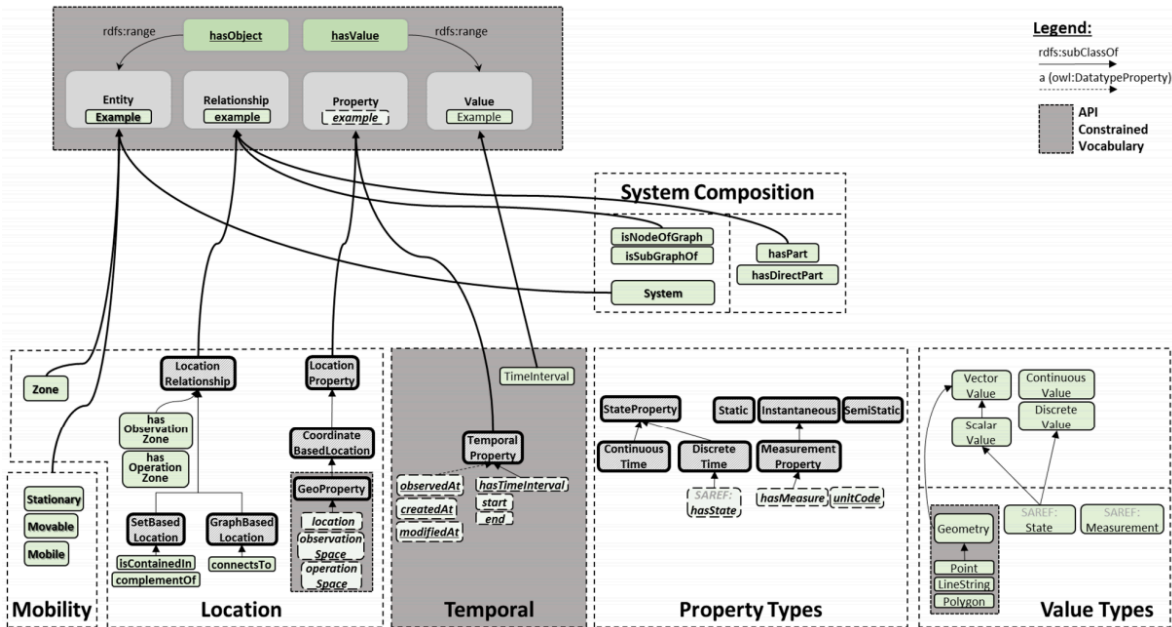 hasObject
hasValue
rdfs:range
rdfs:range
Entity
Example
Relationship
example
Property
example
Value
Example
Legend:
rdfs:subClassOf
a (owl:DatatypeProperty)
API
Constrained
Vocabulary
System Composition
isNodeOfGraph
isSubGraphOf
System
hasPart
hasDirectPart
Zone
Stationary
Movable
Mobile
Mobility
Location
Relationship
has
Observation
Zone
has
Operation
Zone
SetBased
Location
isContainedIn
complementOf
GraphBased
Location
connectsTo
Location
Property
Coordinate
BasedLocation
GeoProperty
location
observation
Space
operation
Space
Location
TimeInterval
Temporal
Property
observedAt
createdAt
modifiedAt
hasTimeInterval
start
end
Temporal
StateProperty
Static
Instantaneous
SemiStatic
Continuous
Time
Discrete
Time
Measurement
Property
SAREF:
hasState
hasMeasure
unitCode
Property Types
Vector
Value
Continuous
Value
Discrete
Value
Scalar
Value
Geometry
Point
LineString
Polygon
SAREF:
State
SAREF:
Measurement
Value Types